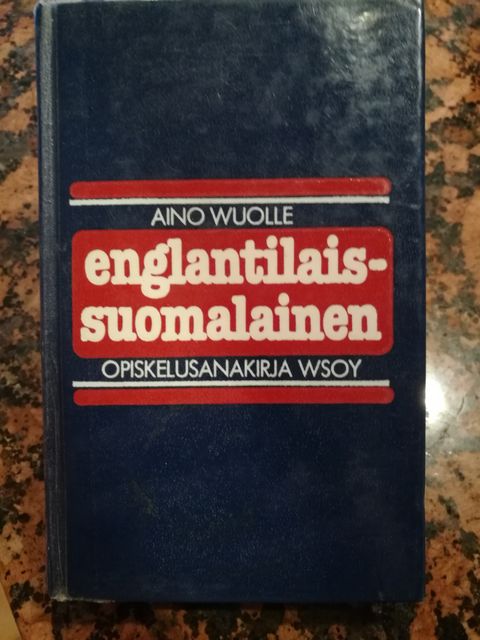 AINO WUOLLE
englantilais-
suomalainen
OPISKELUSANAKIRJA WSOY